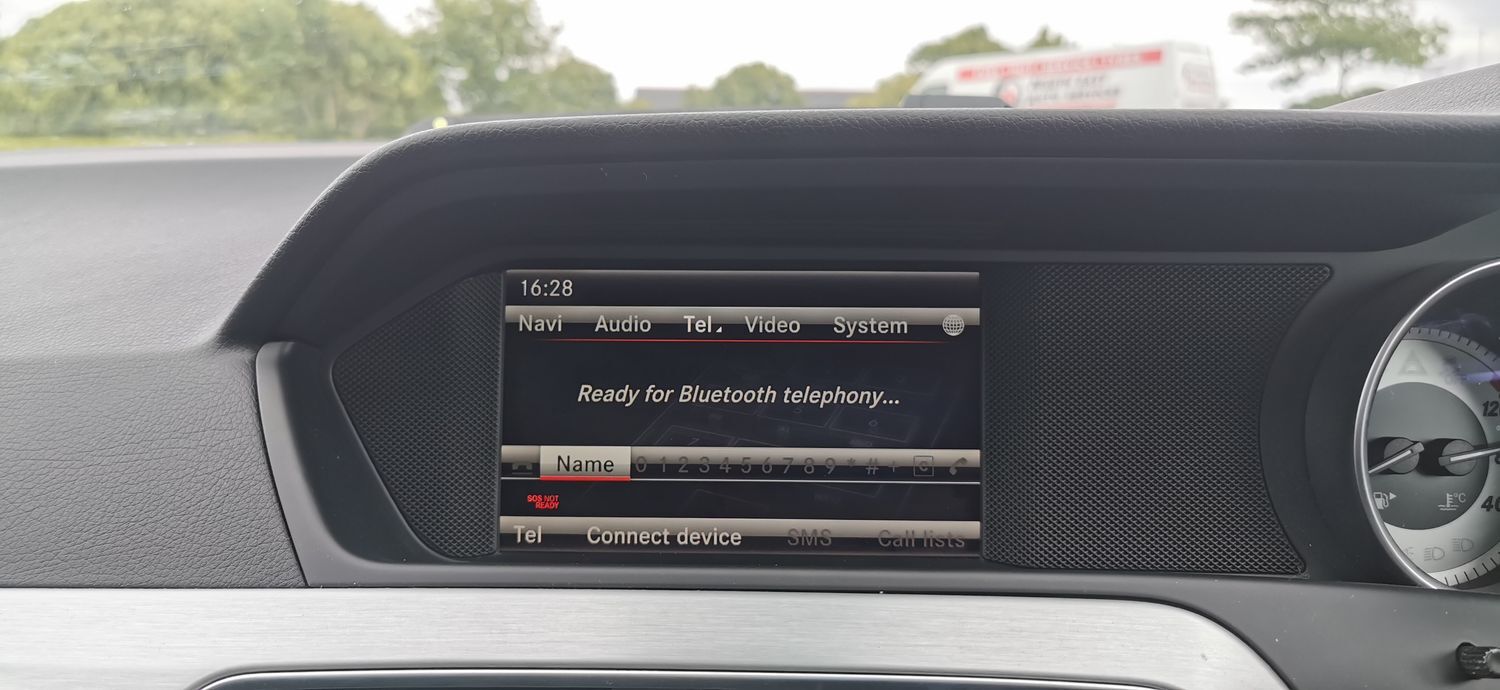 16:28
Navi Audio Tel Video System
Ready for Bluetooth telephony...
Name 0 1 2 3 4 5 6 7 8 9 * # + C
SOS NOT
READY
Tel Connect device SMS Call lists
°C